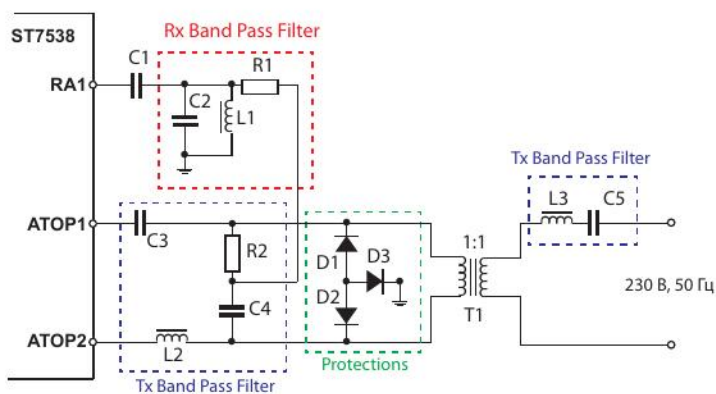 ST7538
Rx Band Pass Filter
C1
R1
RA1
C2
L1
Tx Band Pass Filter
L3
C5
ATOP1
C3
R2
D1
D3
1:1
D2
C4
T1
230 В, 50 Гц
ATOP2
L2
Protections
Tx Band Pass Filter